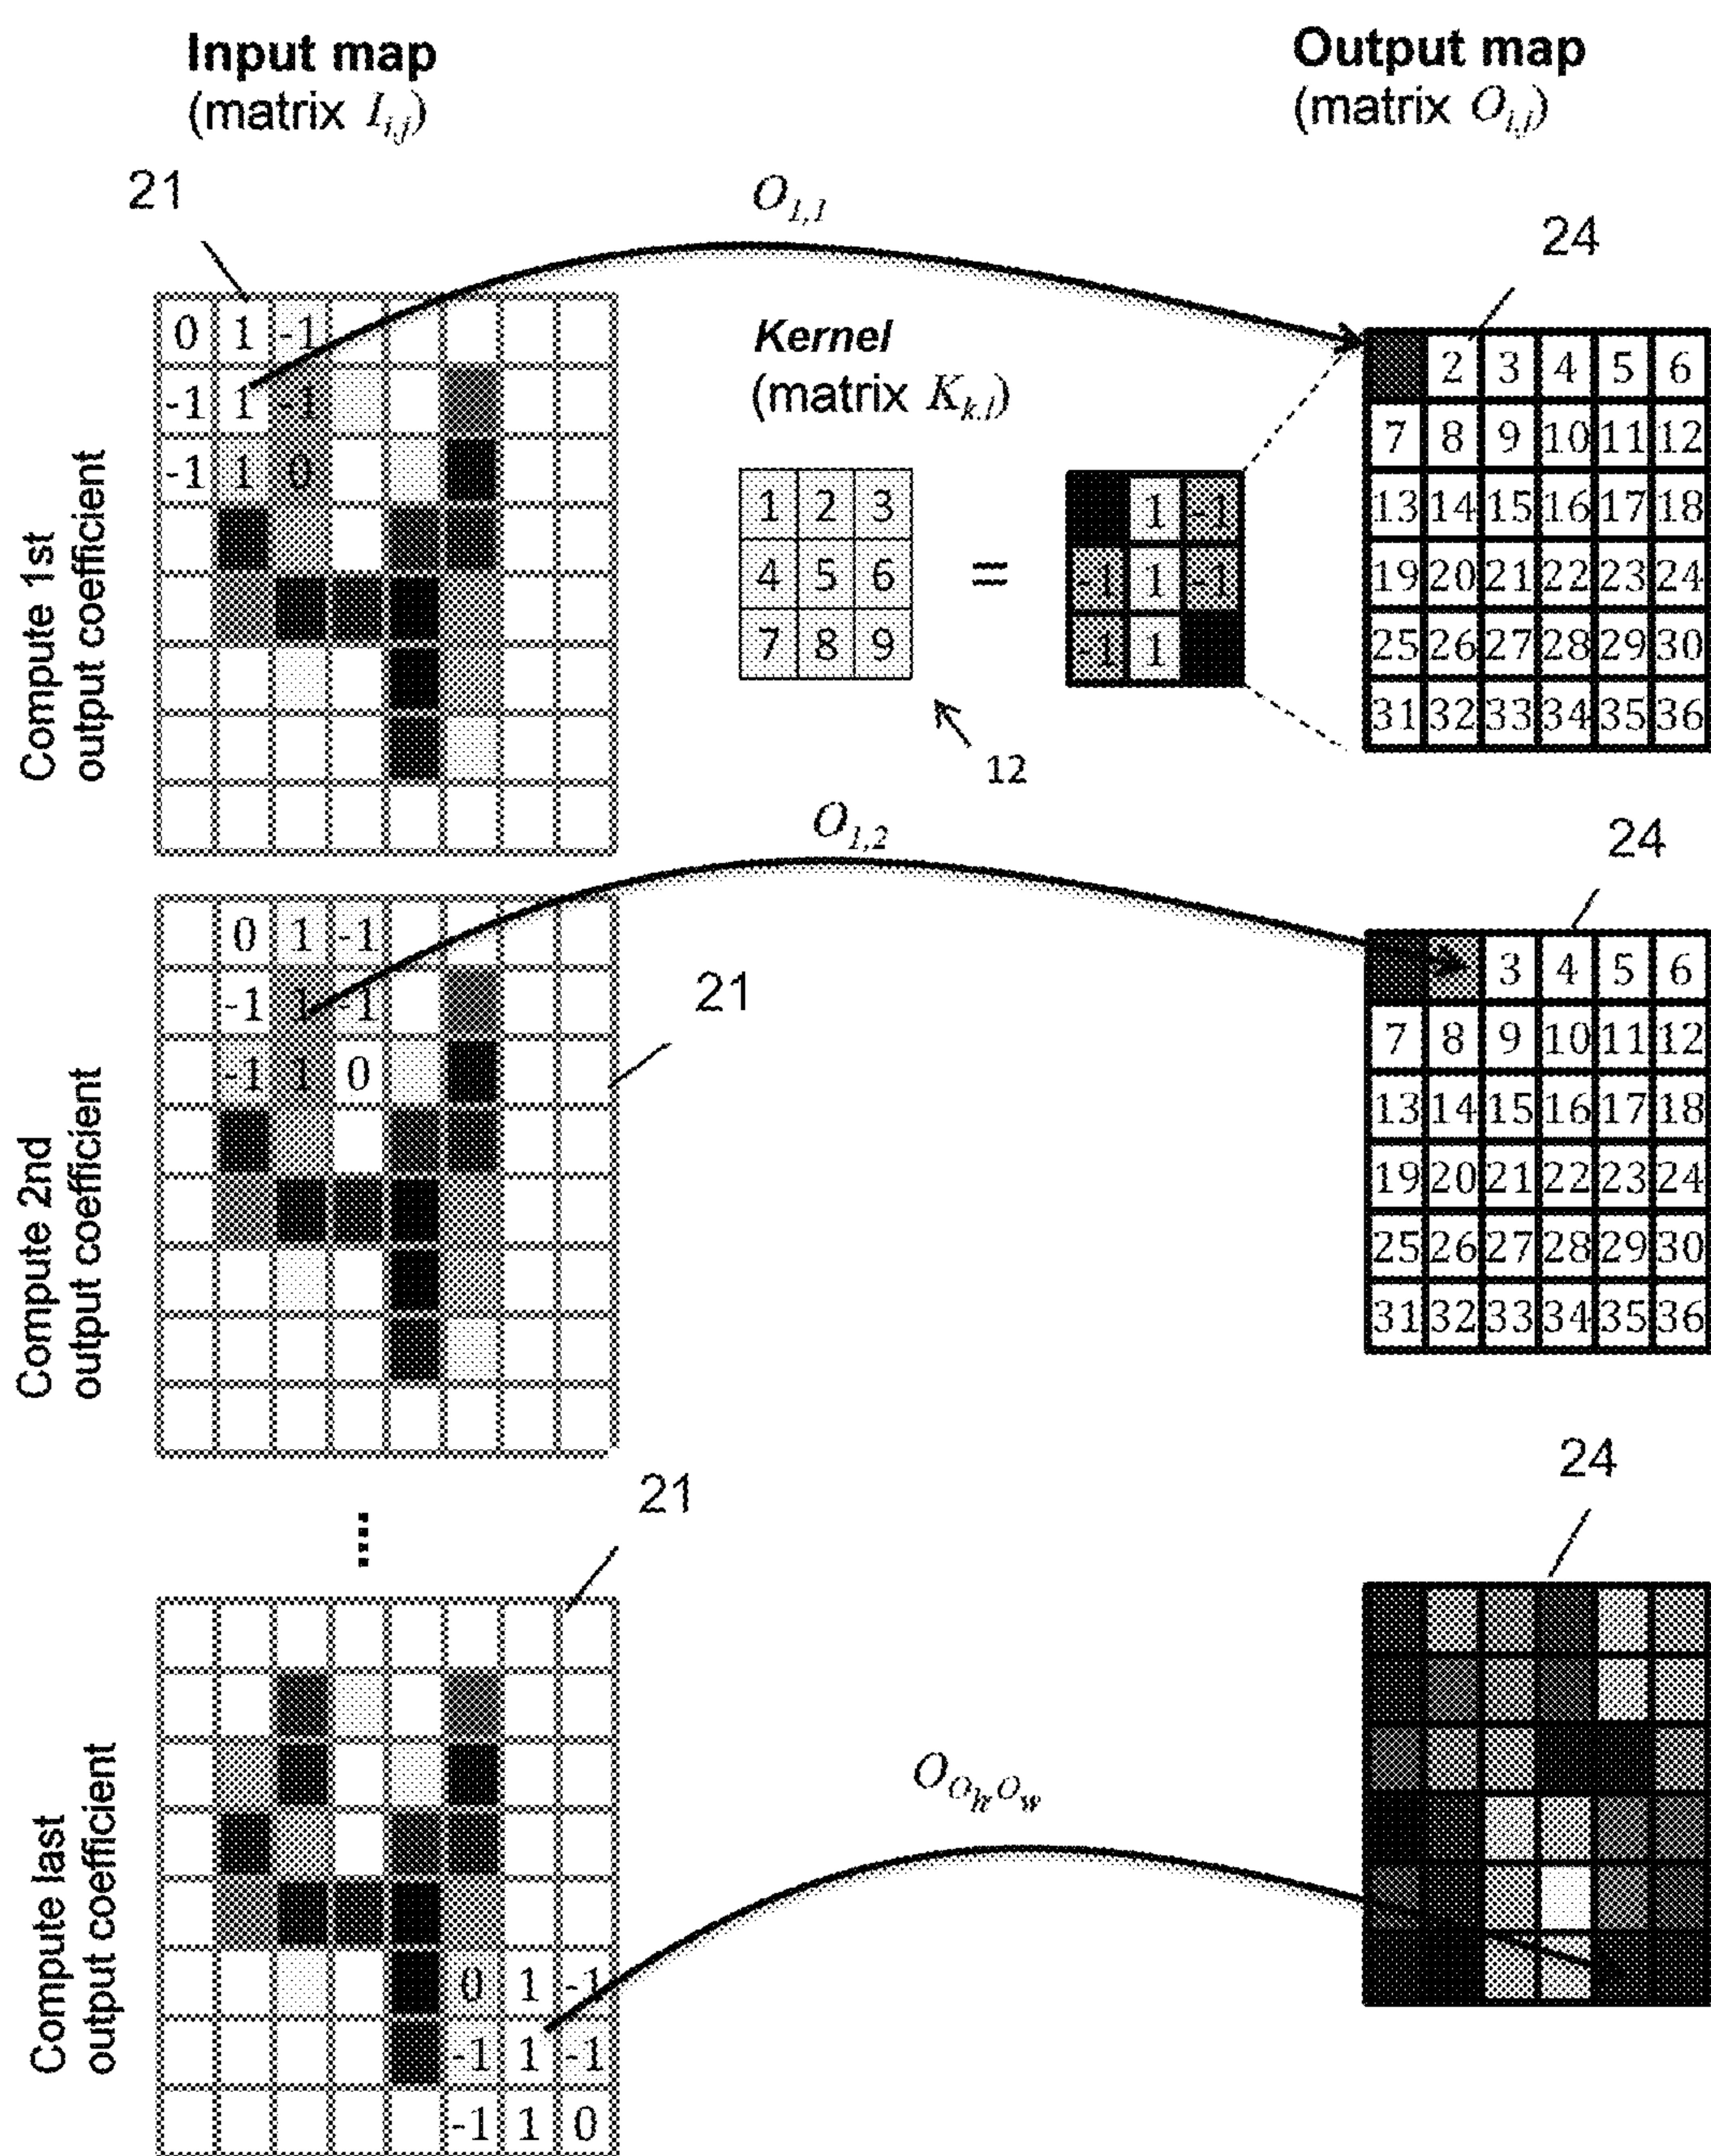 Input map
(matrix I_{i,j})
Output map
(matrix O_{i,j})
21
O_{1,1}
24
Compute 1st
output coefficient
0 1 -1
-1 1 -1
-1 1 0
Kernel
(matrix K_{k,l})
1 2 3
4 5 6
7 8 9
=
1 -1
-1 1 -1
-1 1
12
2 3 4 5 6
7 8 9 10 11 12
13 14 15 16 17 18
19 20 21 22 23 24
25 26 27 28 29 30
31 32 33 34 35 36
O_{1,2}
24
Compute 2nd
output coefficient
0 1 -1
-1 1 -1
-1 1 0
21
3 4 5 6
7 8 9 10 11 12
13 14 15 16 17 18
19 20 21 22 23 24
25 26 27 28 29 30
31 32 33 34 35 36
....
21
24
Compute last
output coefficient
O_{O_h,O_w}
0 1 -1
-1 1 -1
-1 1 0